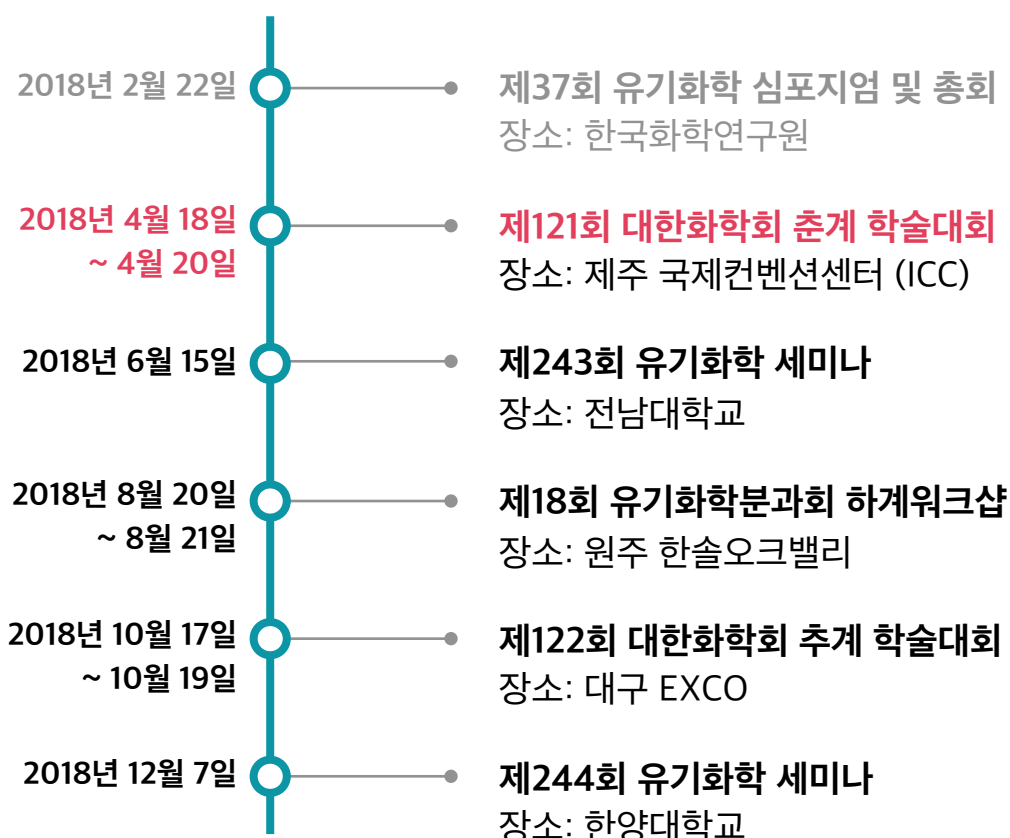 2018년 2월 22일
제37회 유기화학 심포지엄 및 총회
장소: 한국화학연구원
2018년 4월 18일
~ 4월 20일
제121회 대한화학회 춘계 학술대회
장소: 제주 국제컨벤션센터 (ICC)
2018년 6월 15일
제243회 유기화학 세미나
장소: 전남대학교
2018년 8월 20일
~ 8월 21일
제18회 유기화학분과회 하계워크샵
장소: 원주 한솔오크밸리
2018년 10월 17일
~ 10월 19일
제122회 대한화학회 추계 학술대회
장소: 대구 EXCO
2018년 12월 7일
제244회 유기화학 세미나
장소: 한양대학교